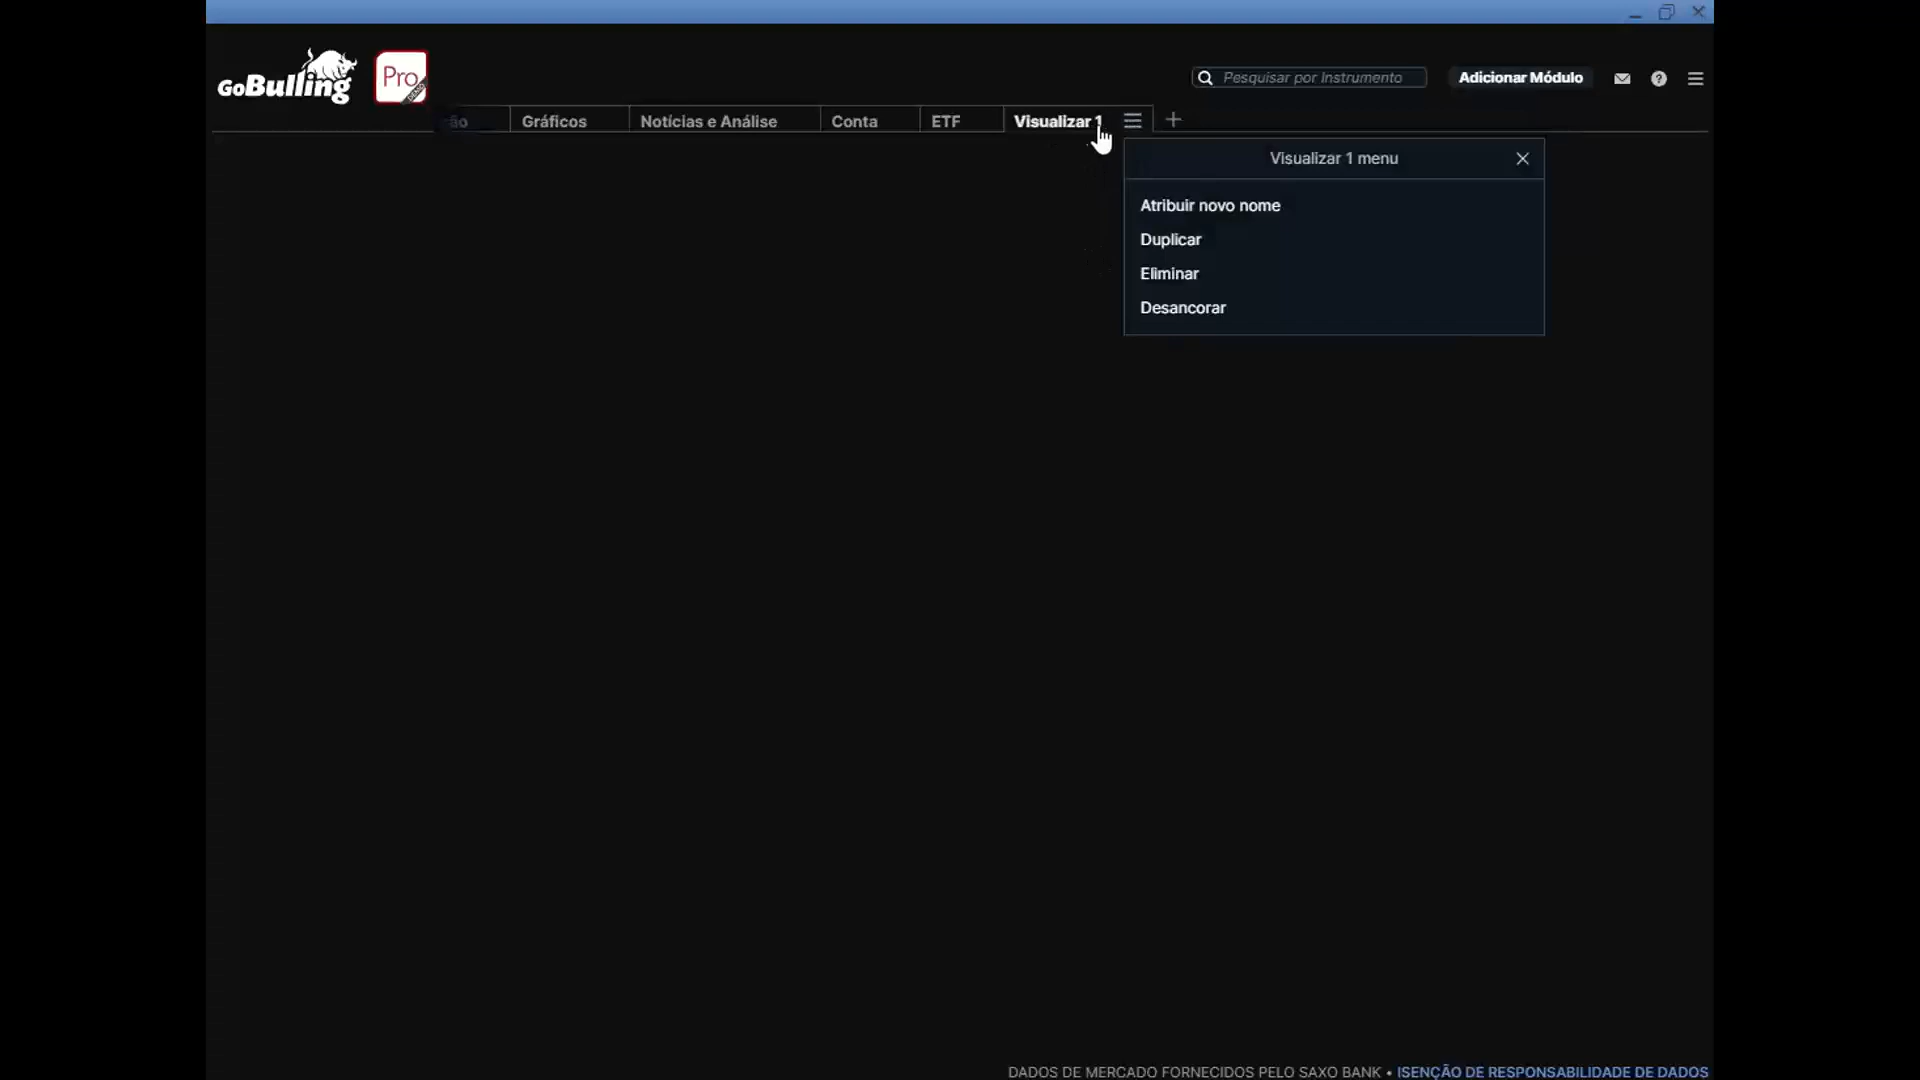 GoBulling
Pro
DEMO
Pesquisar por Instrumento
Adicionar Módulo
Gráficos
Notícias e Análise
Conta
ETF
Visualizar 1
Visualizar 1 menu
Atribuir novo nome
Duplicar
Eliminar
Desancorar
DADOS DE MERCADO FORNECIDOS PELO SAXO BANK • ISENÇÃO DE RESPONSABILIDADE DE DADOS